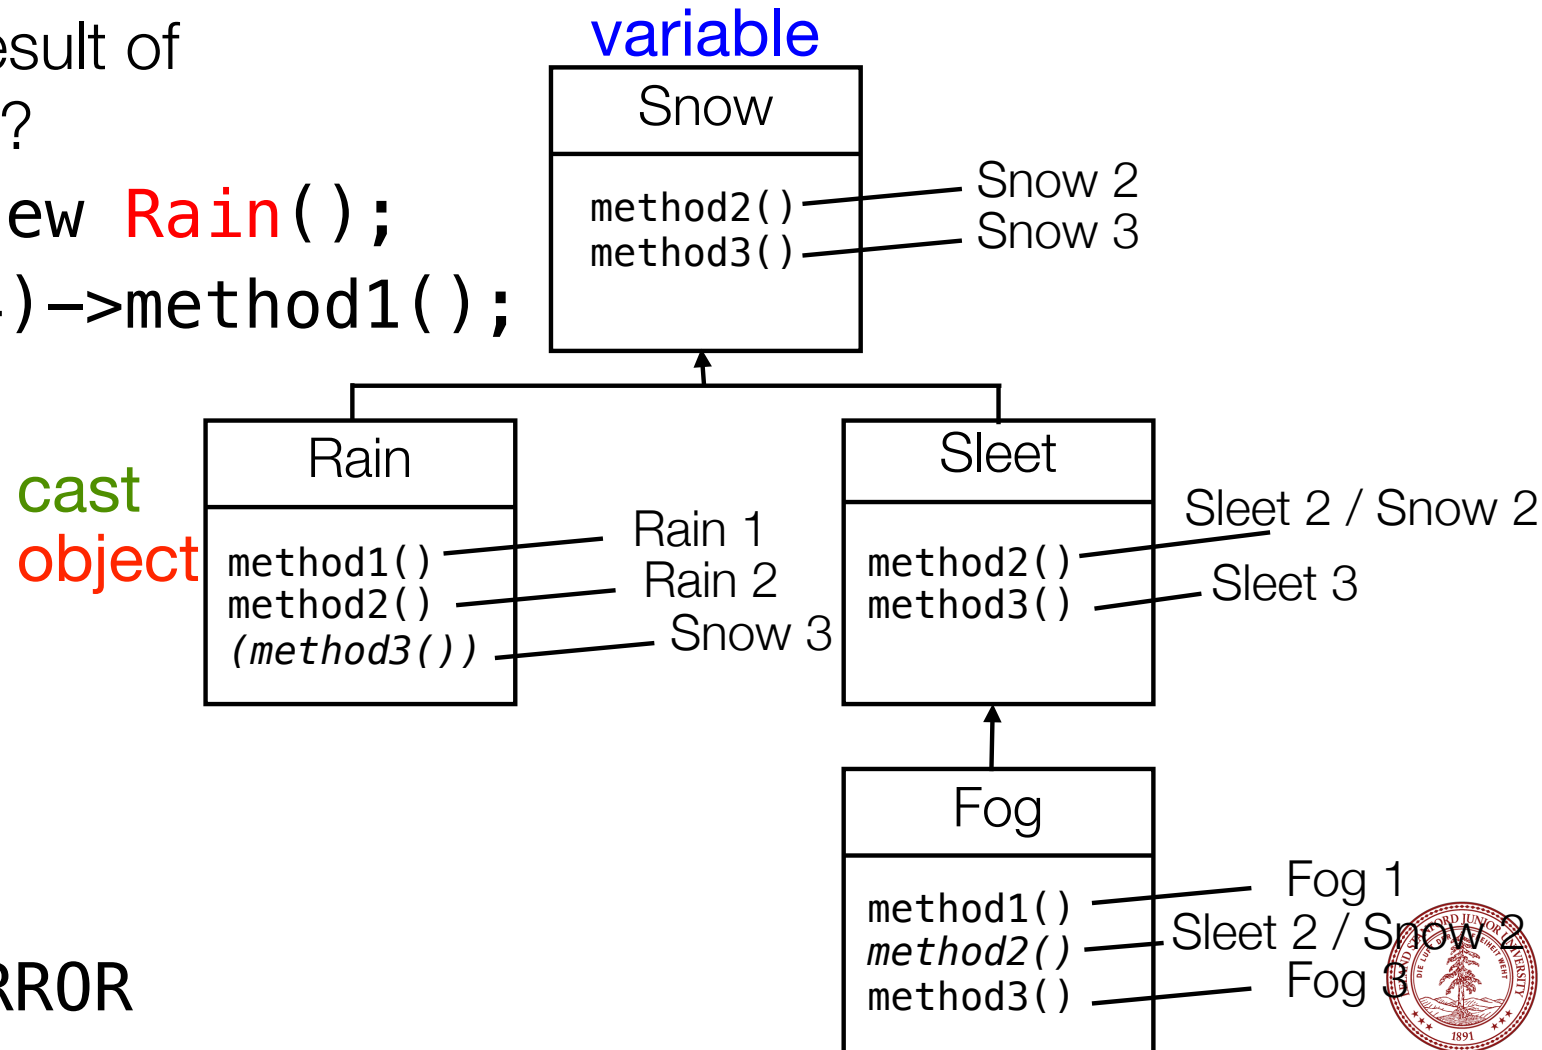 esult of
?
ew Rain();
)->method1();
variable
Snow
method2()
method3()
Snow 2
Snow 3
cast
object
Rain
method1()
method2()
(method3())
Rain 1
Rain 2
Snow 3
Sleet
method2()
method3()
Sleet 2 / Snow 2
Sleet 3
Fog
method1()
method2()
method3()
Fog 1
Sleet 2 / Snow 2
Fog 3
RROR
1891